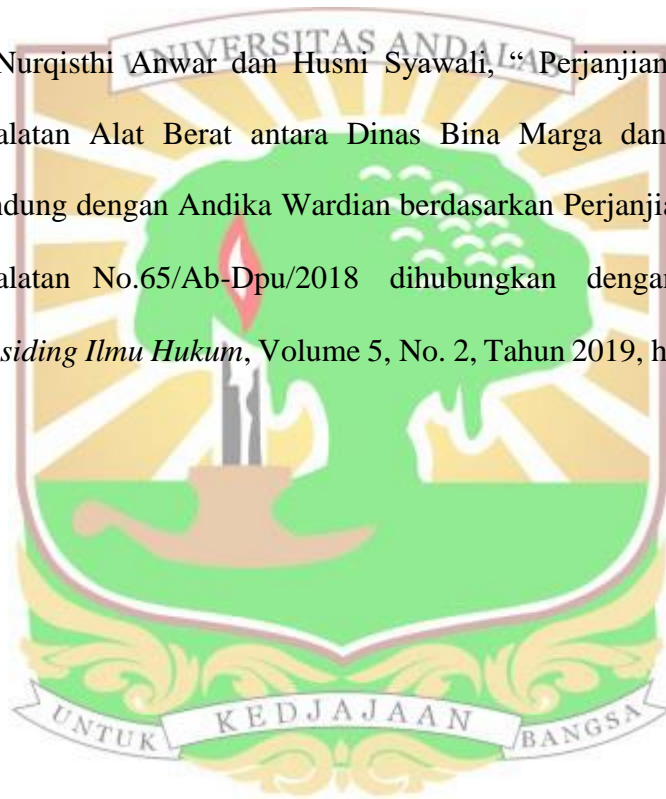 UNIVERSITAS ANDALAS
Nurqisthi Anwar dan Husni Syawali, “ Perjanjian
alatan Alat Berat antara Dinas Bina Marga dan
ndung dengan Andika Wardian berdasarkan Perjanjia
alatan No.65/Ab-Dpu/2018 dihubungkan dengan
siding Ilmu Hukum, Volume 5, No. 2, Tahun 2019, h
UNTUK KEDJAJAAN BANGSA